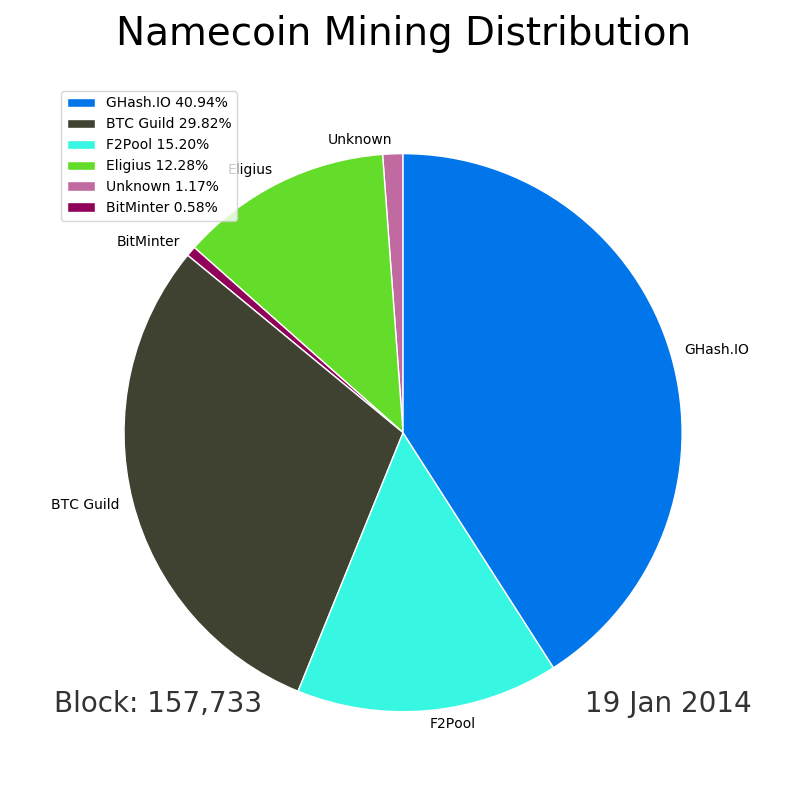 Namecoin Mining Distribution
GHash.IO 40.94%
BTC Guild 29.82%
F2Pool 15.20%
Eligius 12.28%
Unknown 1.17%
BitMinter 0.58%
Unknown
Eligius
BitMinter
GHash.IO
BTC Guild
F2Pool
Block: 157,733
19 Jan 2014